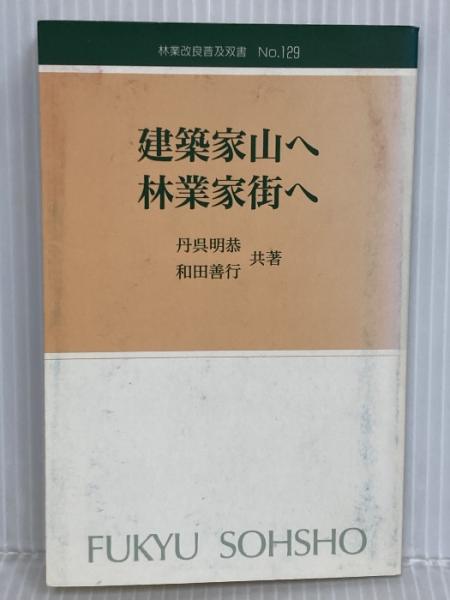 林業改良普及双書 No.129
建築家山へ
林業家街へ
丹呉明恭
和田善行 共著
FUKYU SOHSHO